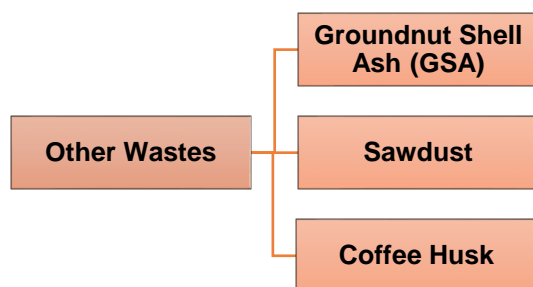 Groundnut Shell
Ash (GSA)
Other Wastes
Sawdust
Coffee Husk